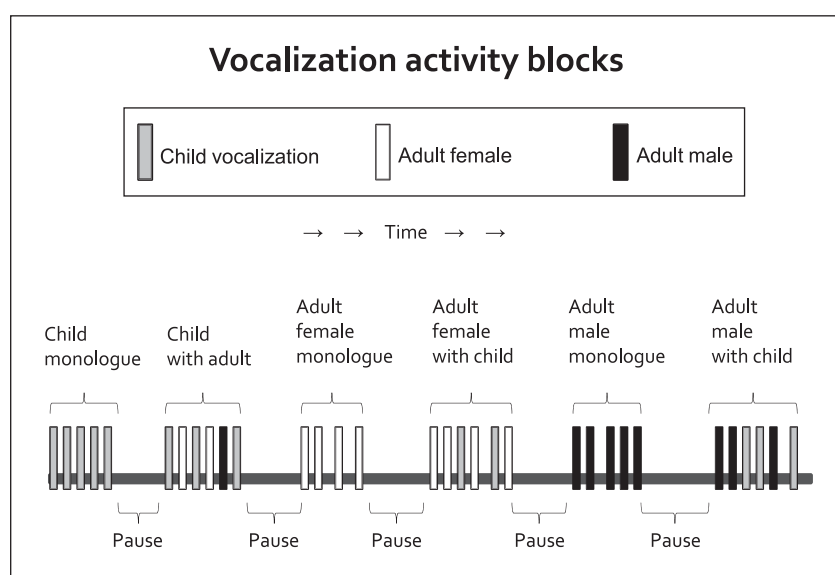 Vocalization activity blocks
Child vocalization
Adult female
Adult male
→ → Time → →
Child
monologue
Child
with adult
Adult
female
monologue
Adult
female
with child
Adult
male
monologue
Adult
male
with child
Pause
Pause
Pause
Pause
Pause